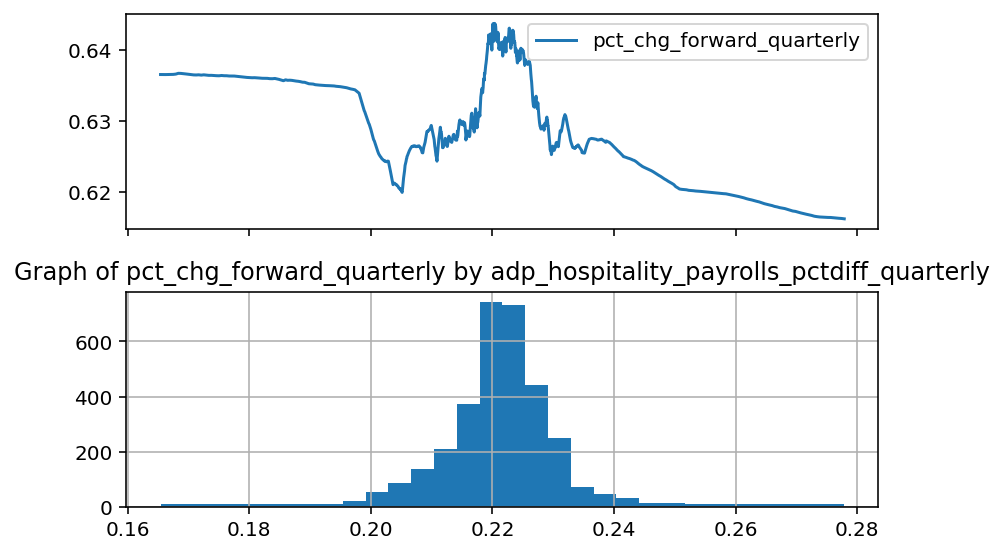 0.64
pct_chg_forward_quarterly
0.63
0.62
Graph of pct_chg_forward_quarterly by adp_hospitality_payrolls_pctdiff_quarterly
600
400
200
0
0.16 0.18 0.20 0.22 0.24 0.26 0.28